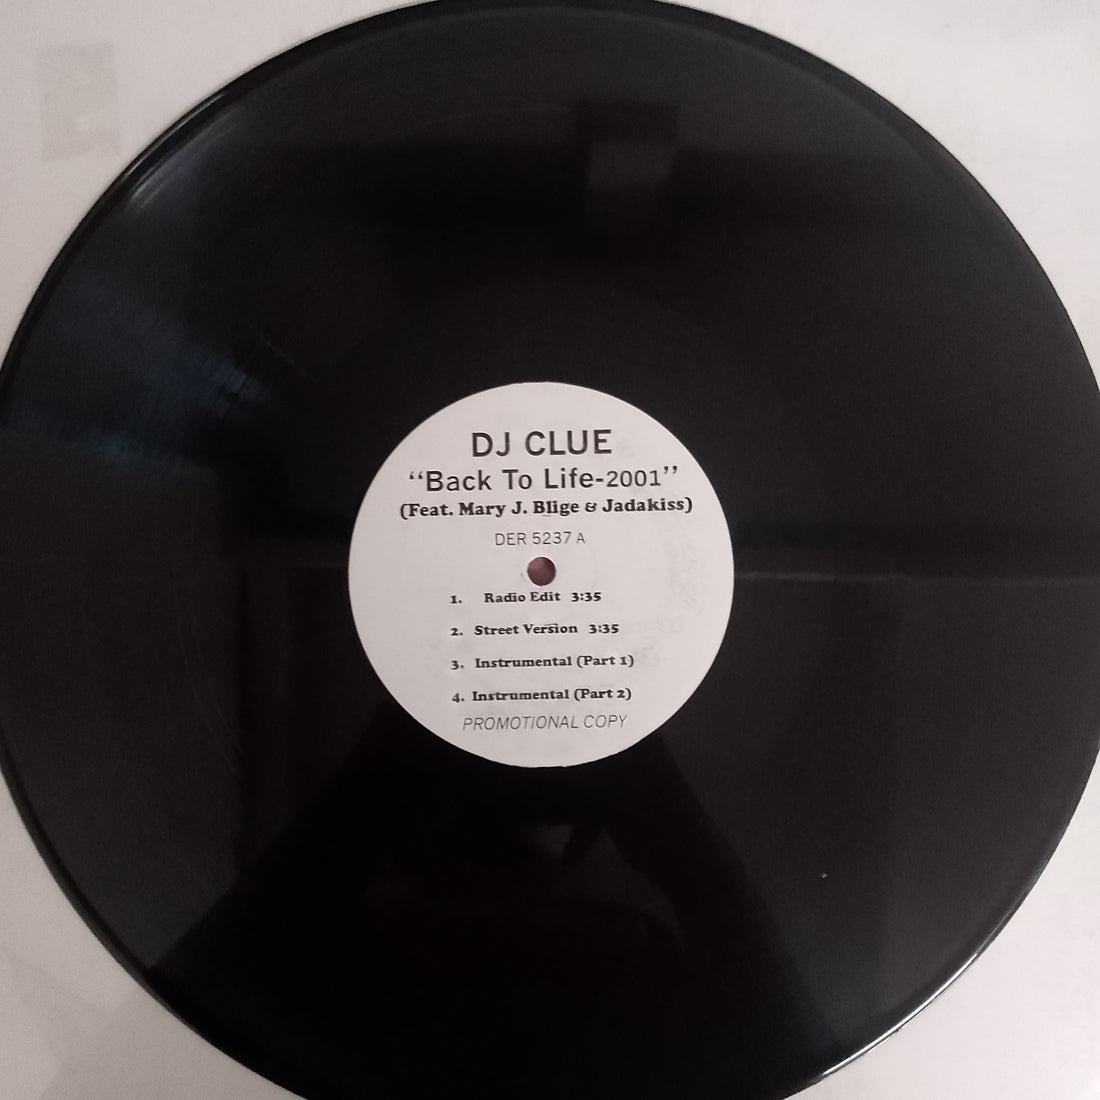 DJ CLUE
“Back To Life-2001”
(Feat. Mary J. Blige & Jadakiss)
DER 5237 A
1. Radio Edit 3:35
2. Street Version 3:35
3. Instrumental (Part 1)
4. Instrumental (Part 2)
PROMOTIONAL COPY